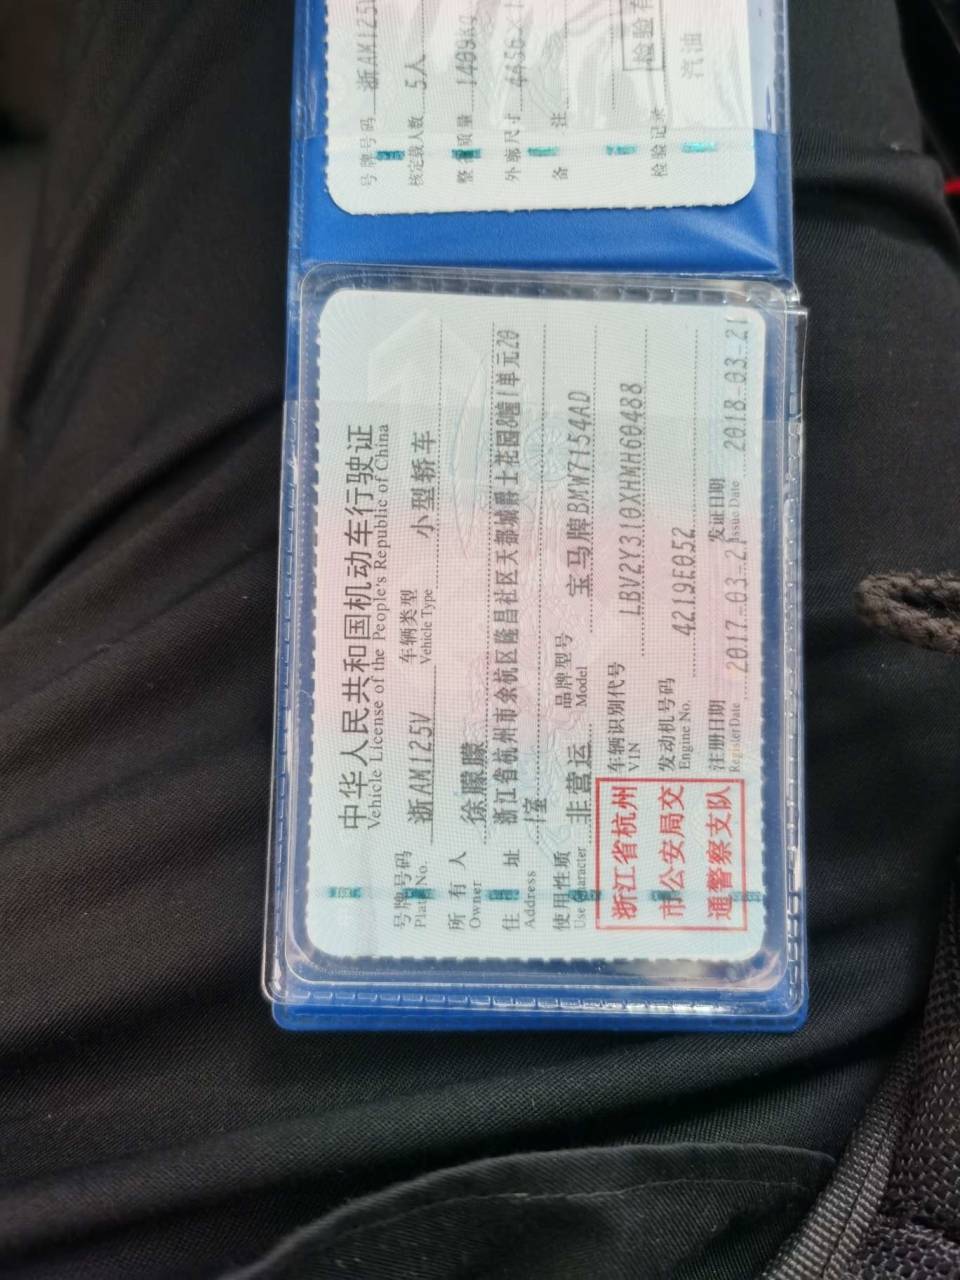 号牌号码 浙AM125
核定载人数 5人
整备质量 1409kg
外廓尺寸 4456×1
备 注
检验记录
检验有
汽油
中华人民共和国机动车行驶证
Vehicle License of the People's Republic of China
号牌号码 浙AM125V 车辆类型 小型轿车
Plate No. Vehicle Type
所有人 徐朦朦
Owner
住 址 浙江省杭州市余杭区隆昌社区天都城爵士花园8幢1单元20
Address 1室
使用性质 非营运 品牌型号 宝马牌BMW7154AD
Use Character Model
浙江省杭州
市公安局交
通警察支队
车辆识别代号 LBV2Y310XHMH60488
VIN
发动机号码 4219E052
Engine No.
注册日期 2017-03-21 发证日期 2018-03-21
Register Date Issue Date